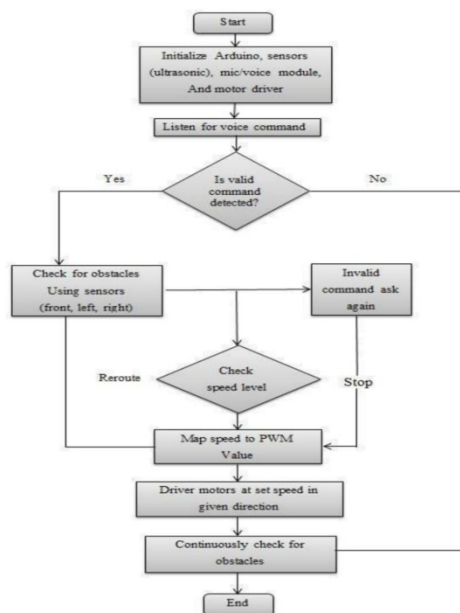 Start
Initialize Arduino, sensors
(ultrasonic), mic/voice module,
And motor driver
Listen for voice command
Yes
Is valid
command
detected?
No
Check for obstacles
Using sensors
(front, left, right)
Invalid
command ask
again
Reroute
Check
speed level
Stop
Map speed to PWM
Value
Driver motors at set speed in
given direction
Continuously check for
obstacles
End